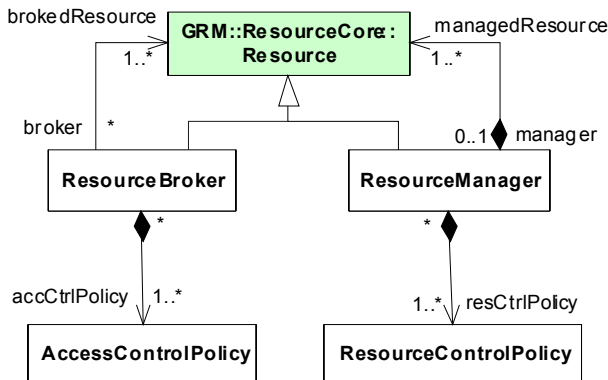 brokedResource
GRM::ResourceCore::
Resource
managedResource
1..*
1..*
broker
*
0..1
manager
ResourceBroker
ResourceManager
*
*
accCtrlPolicy
1..*
1..*
resCtrlPolicy
AccessControlPolicy
ResourceControlPolicy